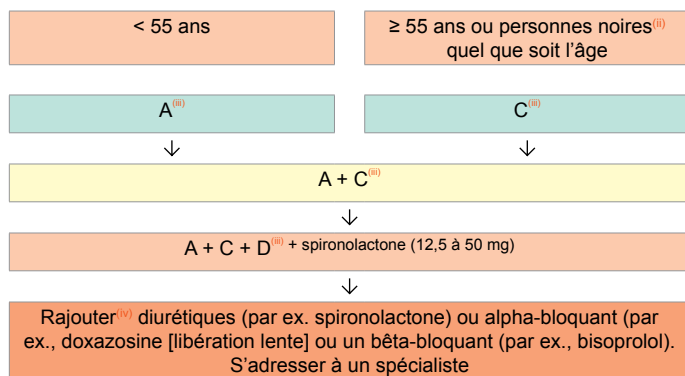 < 55 ans
≥ 55 ans ou personnes noires(ii)
quel que soit l’âge
A(iii)
C(iii)
A + C(iii)
A + C + D(iii) + spironolactone (12,5 à 50 mg)
Rajouter(iv) diurétiques (par ex. spironolactone) ou alpha-bloquant (par
ex., doxazosine [libération lente] ou un bêta-bloquant (par ex., bisoprolol).
S’adresser à un spécialiste